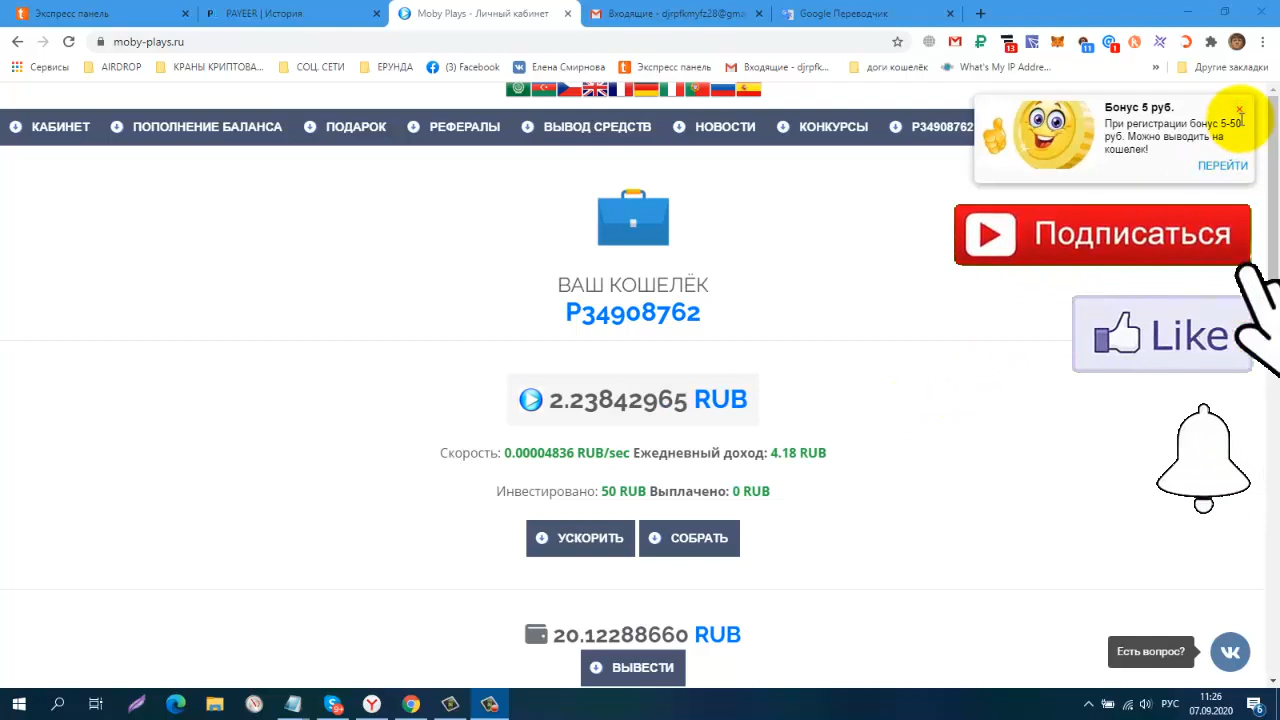 Экспресс панель
PAYEER | История
Moby Plays - Личный кабинет
Входящие - djrpfkmyfz28@gma
Google Переводчик
moby-plays.ru
13
11
1
Сервисы
AIRDROP
КРАНЫ КРИПТОВА...
СОЦ. СЕТИ
ЕРУНДА
(3) Facebook
Елена Смирнова
Экспресс панель
Входящие - djrpfk...
What's My IP Addre...
»
Другие закладки
КАБИНЕТ
ПОПОЛНЕНИЕ БАЛАНСА
ПОДАРОК
РЕФЕРАЛЫ
ВЫВОД СРЕДСТВ
НОВОСТИ
КОНКУРСЫ
P34908762
Бонус 5 руб.
При регистрации бонус 5-50
руб. Можно выводить на
кошелек!
ПЕРЕЙТИ
Подписаться
Like
ВАШ КОШЕЛЁК
P34908762
2.23842965 RUB
Скорость: 0.00004836 RUB/sec Ежедневный доход: 4.18 RUB
Инвестировано: 50 RUB Выплачено: 0 RUB
УСКОРИТЬ
СОБРАТЬ
20.12288660 RUB
ВЫВЕСТИ
Есть вопрос?
РУС
11:26
07.09.2020